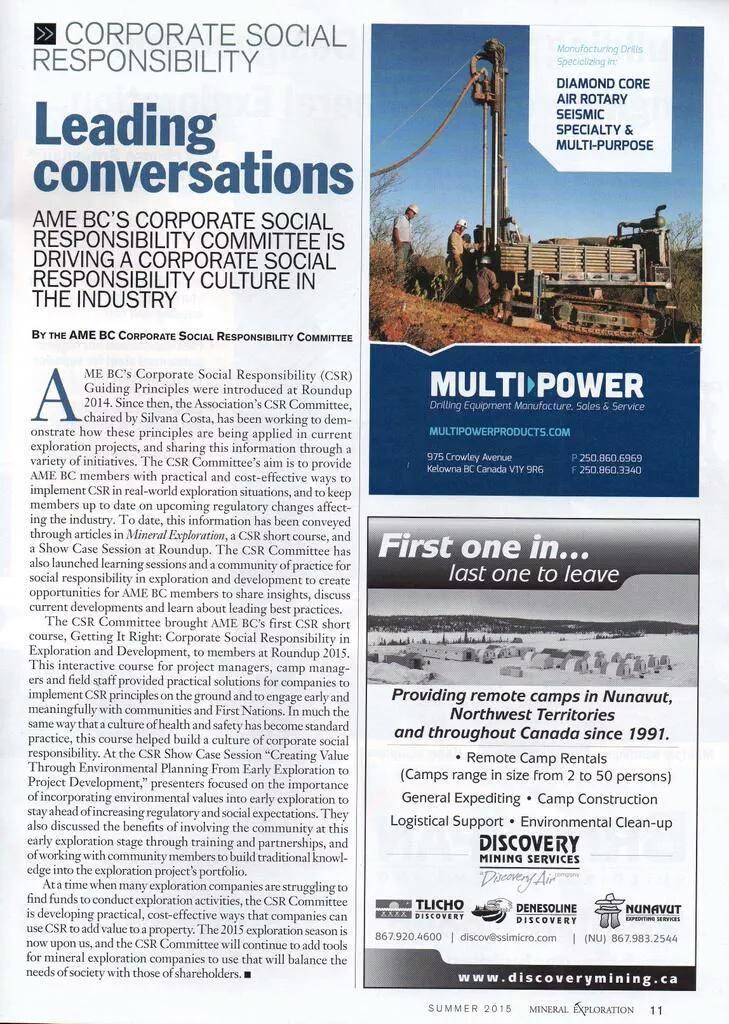 » CORPORATE SOCIAL
RESPONSIBILITY
Leading
conversations
AME BC'S CORPORATE SOCIAL
RESPONSIBILITY COMMITTEE IS
DRIVING A CORPORATE SOCIAL
RESPONSIBILITY CULTURE IN
THE INDUSTRY
BY THE AME BC CORPORATE SOCIAL RESPONSIBILITY COMMITTEE
AME BC's Corporate Social Responsibility (CSR)
Guiding Principles were introduced at Roundup
2014. Since then, the Association's CSR Committee,
chaired by Silvana Costa, has been working to dem-
onstrate how these principles are being applied in current
exploration projects, and sharing this information through a
variety of initiatives. The CSR Committee's aim is to provide
AME BC members with practical and cost-effective ways to
implement CSR in real-world exploration situations, and to keep
members up to date on upcoming regulatory changes affect-
ing the industry. To date, this information has been conveyed
through articles in Mineral Exploration, a CSR short course, and
a Show Case Session at Roundup. The CSR Committee has
also launched learning sessions and a community of practice for
social responsibility in exploration and development to create
opportunities for AME BC members to share insights, discuss
current developments and learn about leading best practices.
The CSR Committee brought AME BC's first CSR short
course, Getting It Right: Corporate Social Responsibility in
Exploration and Development, to members at Roundup 2015.
This interactive course for project managers, camp manag-
ers and field staff provided practical solutions for companies to
implement CSR principles on the ground and to engage early and
meaningfully with communities and First Nations. In much the
same way that a culture of health and safety has become standard
practice, this course helped build a culture of corporate social
responsibility. At the CSR Show Case Session "Creating Value
Through Environmental Planning From Early Exploration to
Project Development," presenters focused on the importance
of incorporating environmental values into early exploration to
stay ahead of increasing regulatory and social expectations. They
also discussed the benefits of involving the community at this
early exploration stage through training and partnerships, and
of working with community members to build traditional knowl-
edge into the exploration project's portfolio.
At a time when many exploration companies are struggling to
find funds to conduct exploration activities, the CSR Committee
is developing practical, cost-effective ways that companies can
use CSR to add value to a property. The 2015 exploration season is
now upon us, and the CSR Committee will continue to add tools
for mineral exploration companies to use that will balance the
needs of society with those of shareholders. ■
Manufacturing Drills
Specializing in:
DIAMOND CORE
AIR ROTARY
SEISMIC
SPECIALTY &
MULTI-PURPOSE
MULTI POWER
Drilling Equipment Manufacture, Sales & Service
MULTIPOWERPRODUCTS.COM
975 Crowley Avenue P 250.860.6969
Kelowna BC Canada V1Y 9R6 F 250.860.3340
First one in...
last one to leave
Providing remote camps in Nunavut,
Northwest Territories
and throughout Canada since 1991.
• Remote Camp Rentals
(Camps range in size from 2 to 50 persons)
General Expediting • Camp Construction
Logistical Support • Environmental Clean-up
DISCOVERY
MINING SERVICES
a Discovery Air company
TLICHO DISCOVERY
DENESOLINE DISCOVERY
NUNAVUT EXPEDITING SERVICES
867.920.4600 | discov@ssimicro.com | (NU) 867.983.2544
www.discoverymining.ca
SUMMER 2015 MINERAL EXPLORATION 11